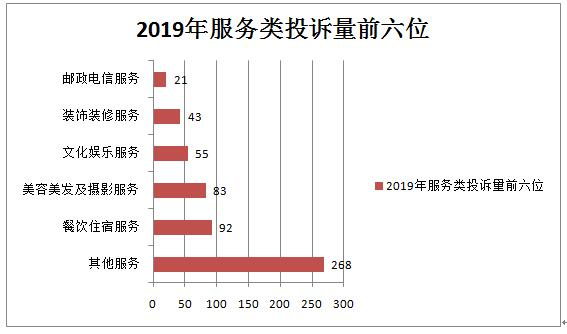 2019年服务类投诉量前六位
邮政电信服务 21
装饰装修服务 43
文化娱乐服务 55
美容美发及摄影服务 83
餐饮住宿服务 92
其他服务 268
0 50 100 150 200 250 300
2019年服务类投诉量前六位